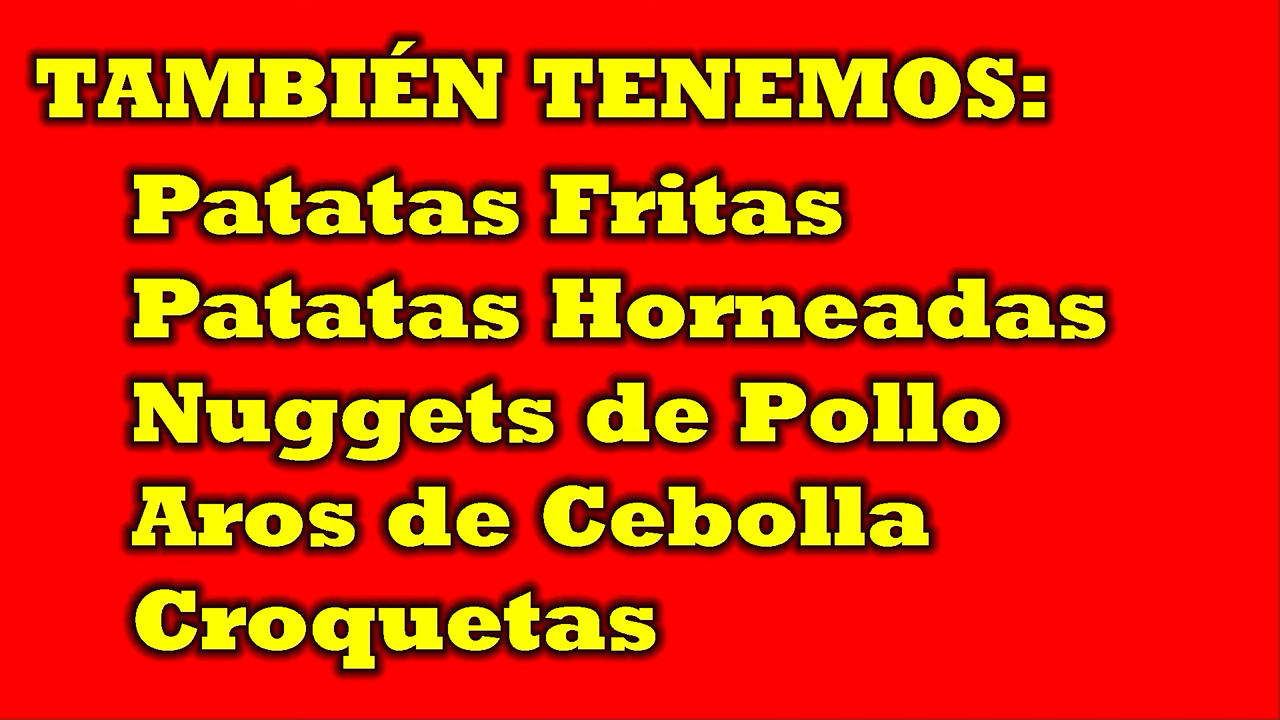 TAMBIÉN TENEMOS:
Patatas Fritas
Patatas Horneadas
Nuggets de Pollo
Aros de Cebolla
Croquetas